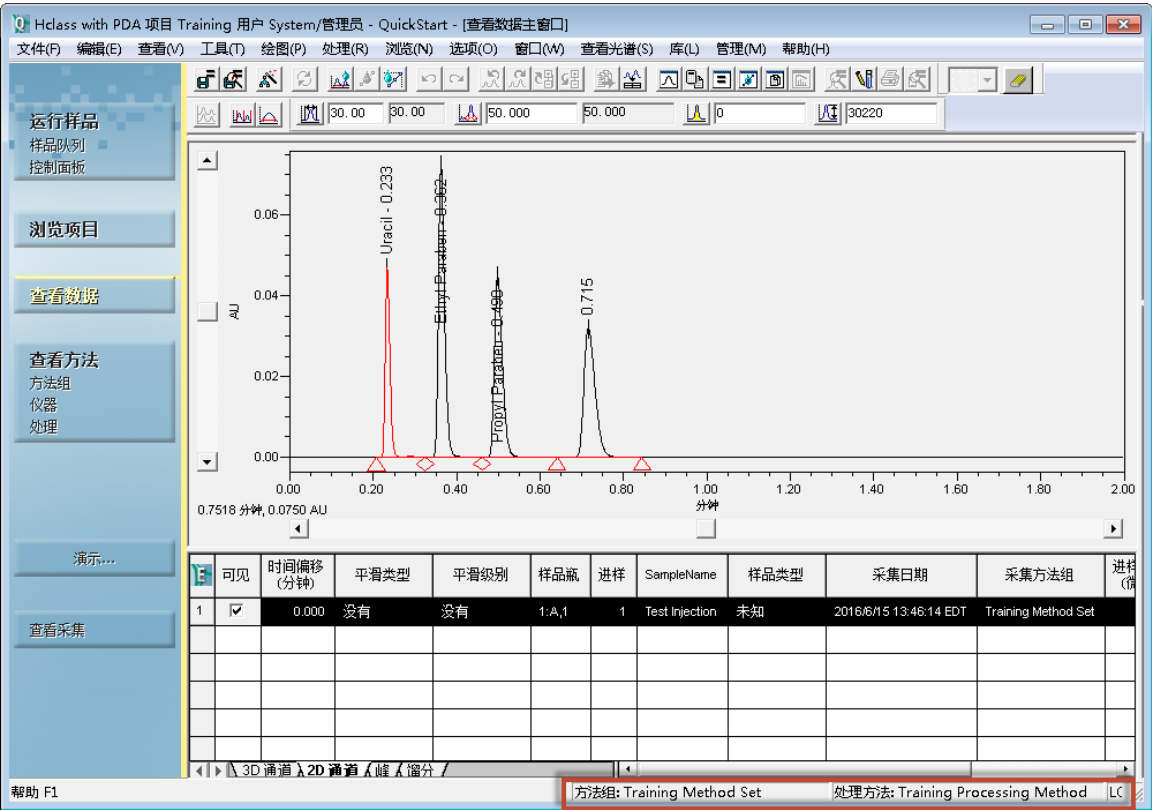 Hclass with PDA 项目 Training 用户 System/管理员 - QuickStart - [查看数据主窗口]
文件(F) 编辑(E) 查看(V) 工具(T) 绘图(P) 处理(R) 浏览(N) 选项(O) 窗口(W) 查看光谱(S) 库(L) 管理(M) 帮助(H)
30.00 30.00 50.000 50.000 0 30220
运行样品
样品队列
控制面板
浏览项目
查看数据
查看方法
方法组
仪器
处理
演示...
查看采集
Uracil - 0.233
Ethyl Paraben - 0.362
Propyl Paraben - 0.490
0.715
AU
0.06
0.04
0.02
0.00
0.00 0.20 0.40 0.60 0.80 1.00 1.20 1.40 1.60 1.80 2.00
分钟
0.7518 分钟, 0.0750 AU
可见 时间偏移 (分钟) 平滑类型 平滑级别 样品瓶 进样 SampleName 样品类型 采集日期 采集方法组
1 0.000 没有 没有 1:A,1 1 Test Injection 未知 2016/6/15 13:46:14 EDT Training Method Set
3D 通道 2D 通道 峰 馏分
帮助 F1
方法组: Training Method Set 处理方法: Training Processing Method LC